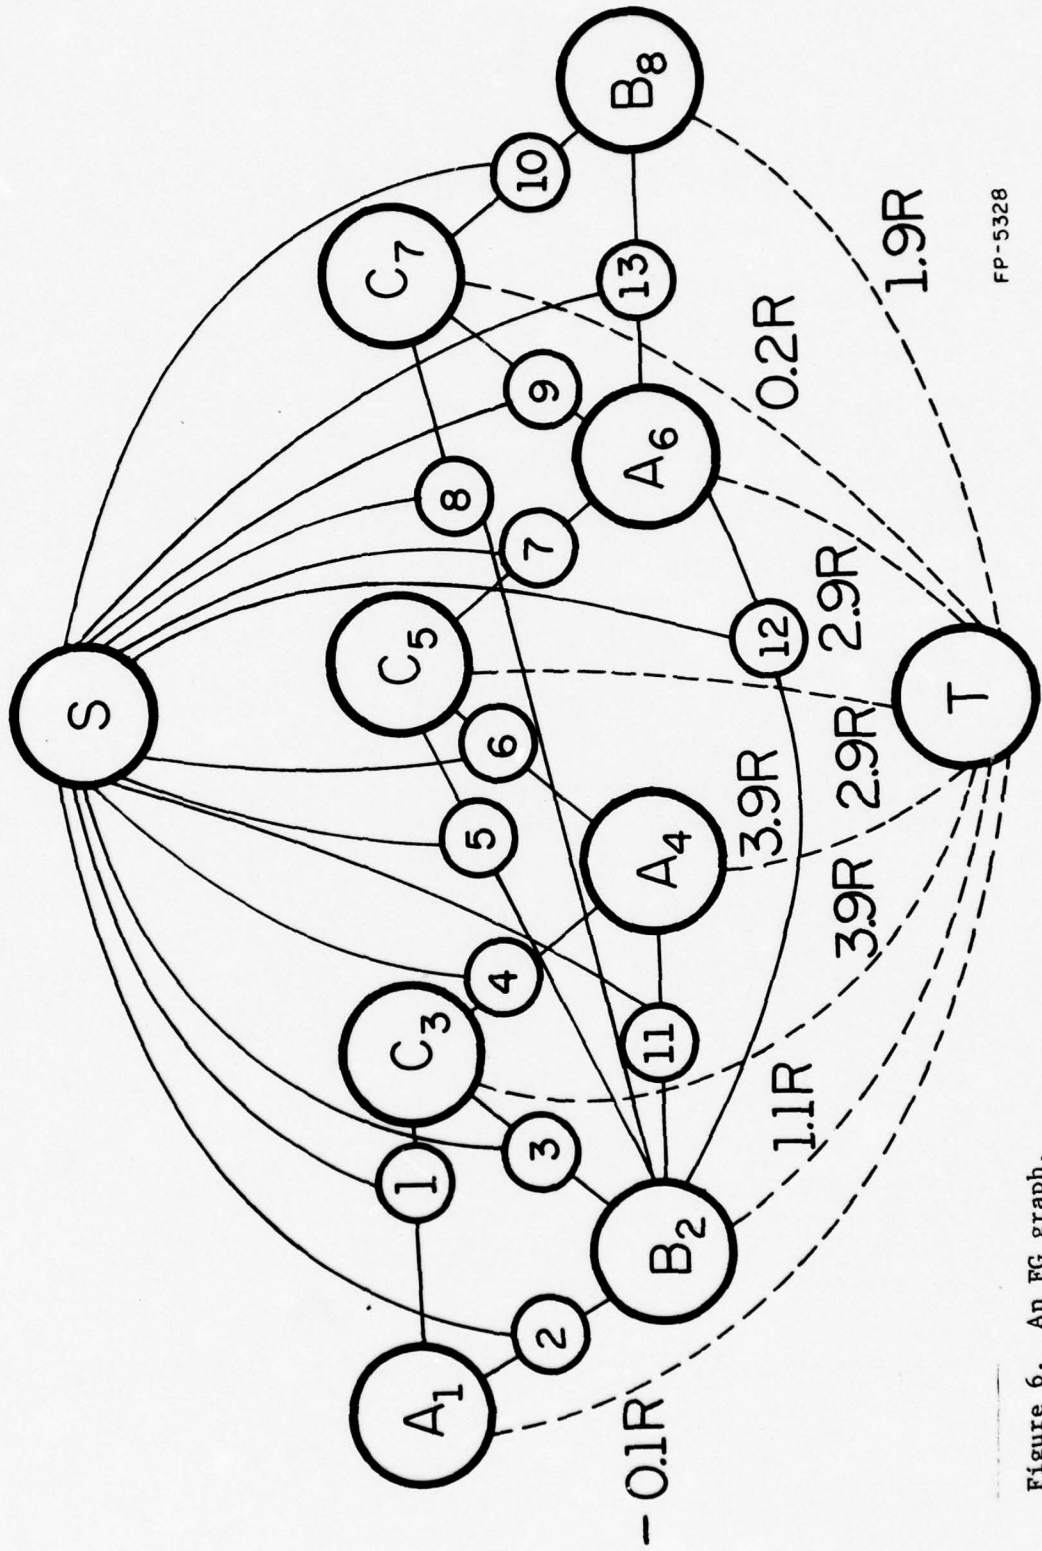 S
A1
B2
C3
A4
C5
A6
C7
B8
1
2
3
4
5
6
7
8
9
10
11
12
13
T
-0.1R
1.1R
3.9R
3.9R
2.9R
2.9R
0.2R
1.9R
FP-5328
Figure 6. An FG graph.